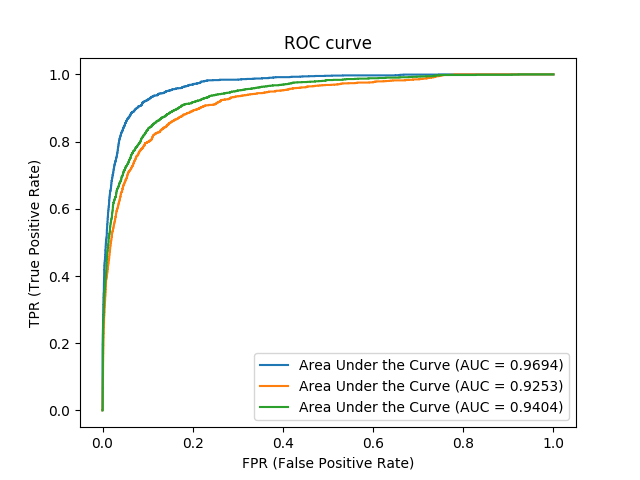 ROC curve
TPR (True Positive Rate)
1.0
0.8
0.6
0.4
0.2
0.0
Area Under the Curve (AUC = 0.9694)
Area Under the Curve (AUC = 0.9253)
Area Under the Curve (AUC = 0.9404)
0.0 0.2 0.4 0.6 0.8 1.0
FPR (False Positive Rate)